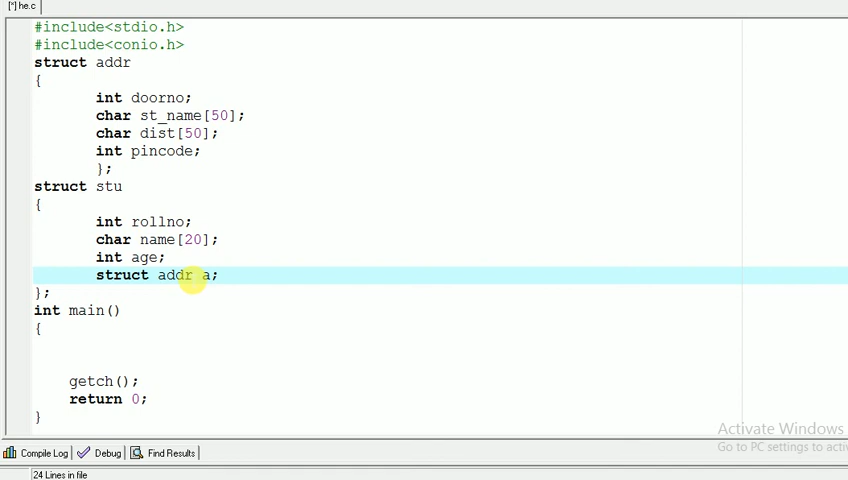 [*] he.c
#include<stdio.h>
#include<conio.h>
struct addr
{
int doorno;
char st_name[50];
char dist[50];
int pincode;
};
struct stu
{
int rollno;
char name[20];
int age;
struct addr a;
};
int main()
{
getch();
return 0;
}
Activate Windows
Go to PC settings to
Compile Log Debug Find Results
24 Lines in file